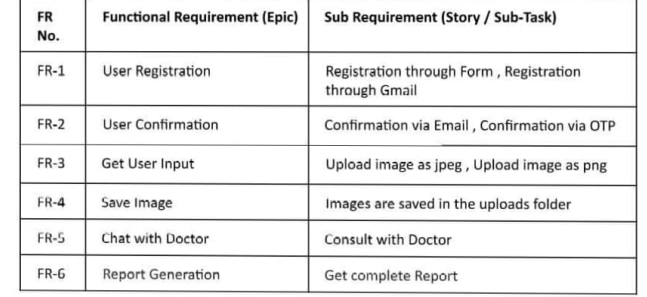 FR No. Functional Requirement (Epic) Sub Requirement (Story / Sub-Task)
FR-1 User Registration Registration through Form , Registration
through Gmail
FR-2 User Confirmation Confirmation via Email , Confirmation via OTP
FR-3 Get User Input Upload image as jpeg , Upload image as png
FR-4 Save Image Images are saved in the uploads folder
FR-5 Chat with Doctor Consult with Doctor
FR-6 Report Generation Get complete Report